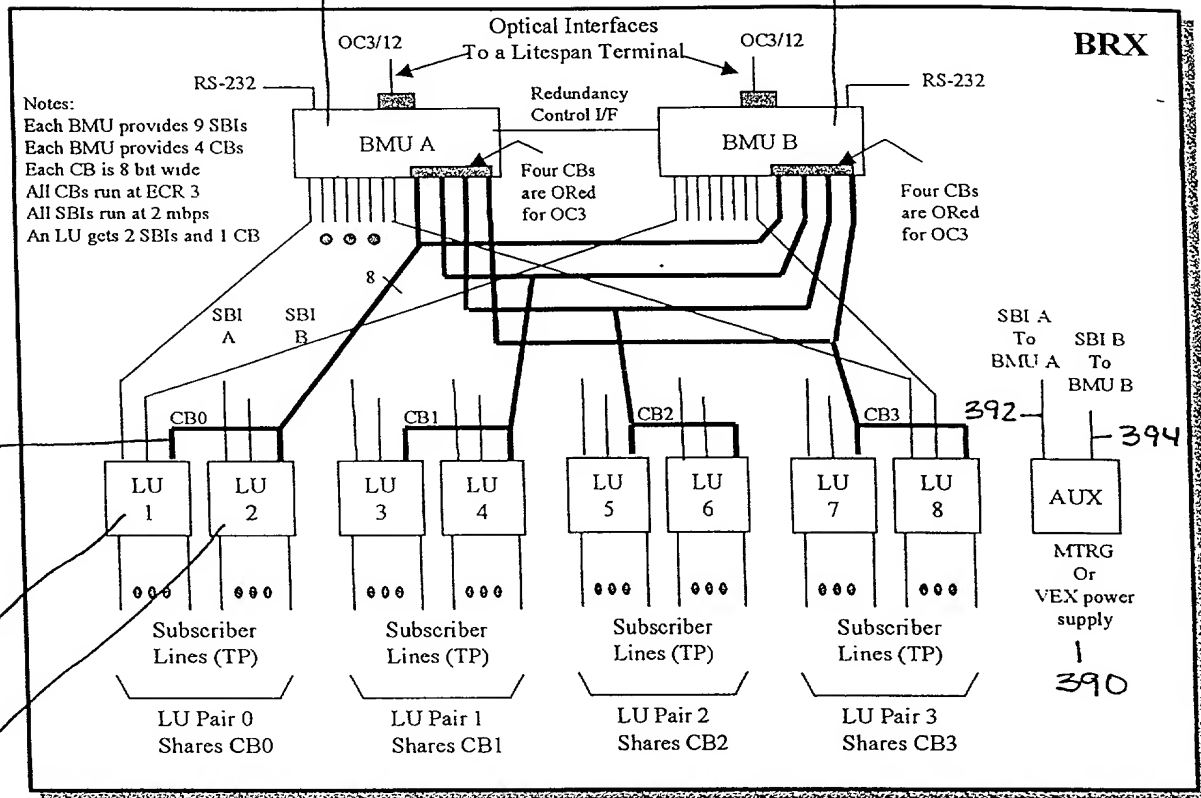 BRX
Optical Interfaces
To a Litespan Terminal
OC3/12
OC3/12
RS-232
RS-232
Notes:
Each BMU provides 9 SBIs
Each BMU provides 4 CBs
Each CB is 8 bit wide
All CBs run at ECR 3
All SBIs run at 2 mbps
An LU gets 2 SBIs and 1 CB
BMU A
Redundancy
Control I/F
BMU B
Four CBs
are ORed
for OC3
Four CBs
are ORed
for OC3
8
SBI
A
SBI
B
SBI A
To
BMU A
SBI B
To
BMU B
392
394
CB0
CB1
CB2
CB3
LU
1
LU
2
LU
3
LU
4
LU
5
LU
6
LU
7
LU
8
AUX
MTRG
Or
VEX power
supply
390
Subscriber
Lines (TP)
Subscriber
Lines (TP)
Subscriber
Lines (TP)
Subscriber
Lines (TP)
LU Pair 0
Shares CB0
LU Pair 1
Shares CB1
LU Pair 2
Shares CB2
LU Pair 3
Shares CB3